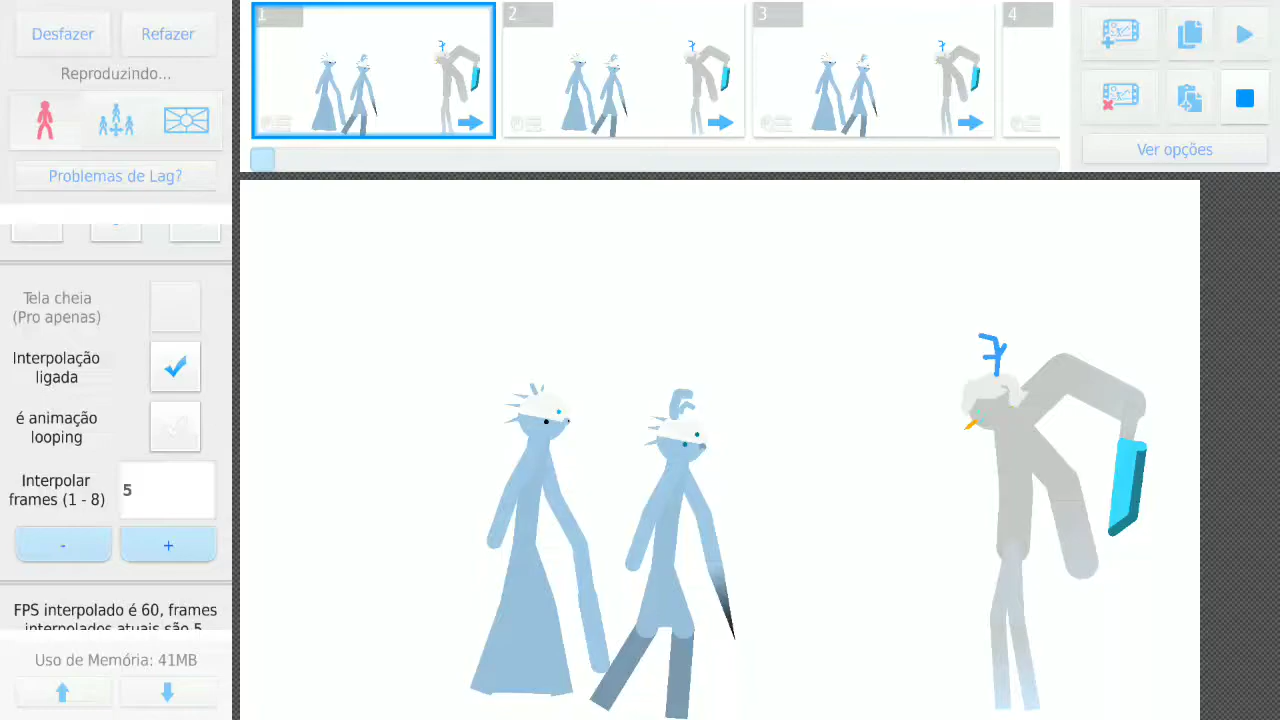 Desfazer Refazer
Reproduzindo...
Problemas de Lag?
1 2 3 4
Ver opções
Tela cheia
(Pro apenas)
Interpolação
ligada
é animação
looping
Interpolar
frames (1 - 8)
5
- +
FPS interpolado é 60, frames
interpolados atuais são 5
Uso de Memória: 41MB